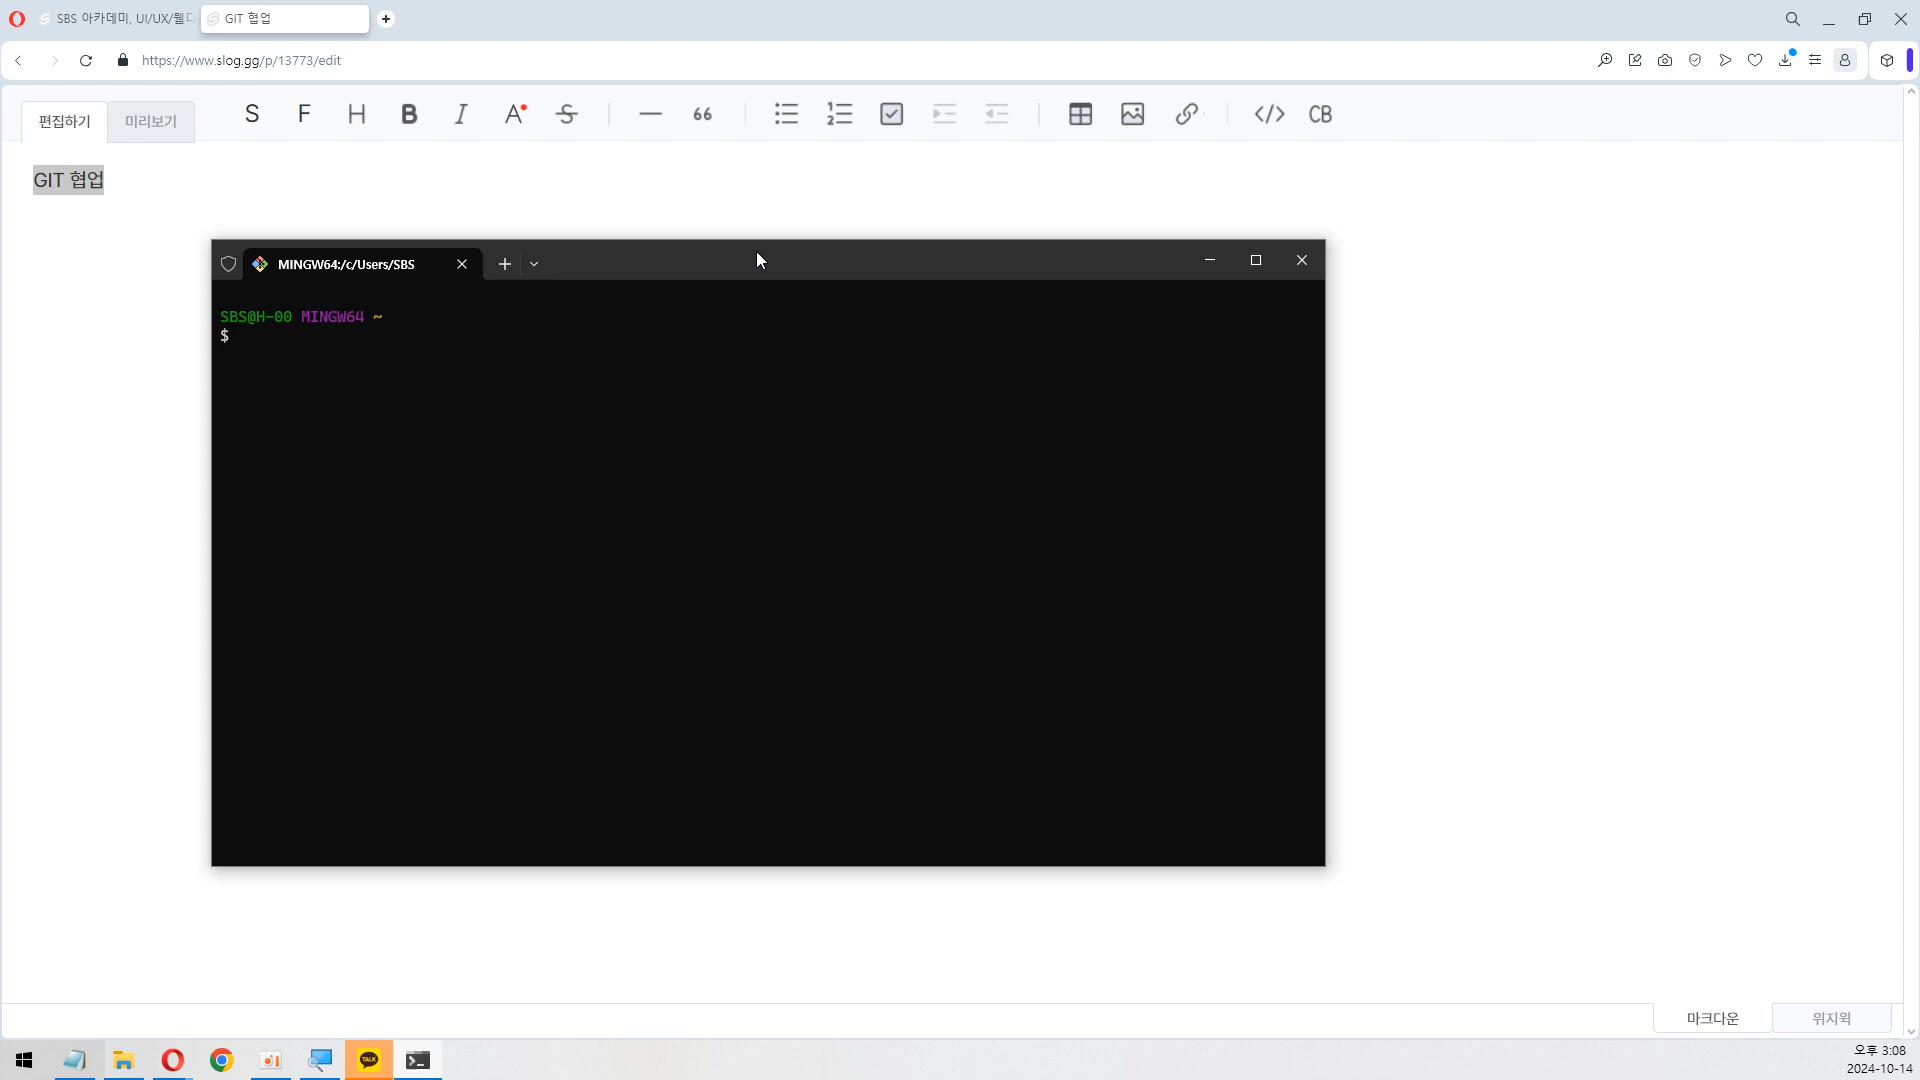 SBS 아카데미, UI/UX/웹디
GIT 협업
https://www.slog.gg/p/13773/edit
편집하기
미리보기
S F H B I A S — 66 </> CB
GIT 협업
MINGW64:/c/Users/SBS
SBS@H-00 MINGW64 ~
$
마크다운
위지윅
TALK
오후 3:08
2024-10-14